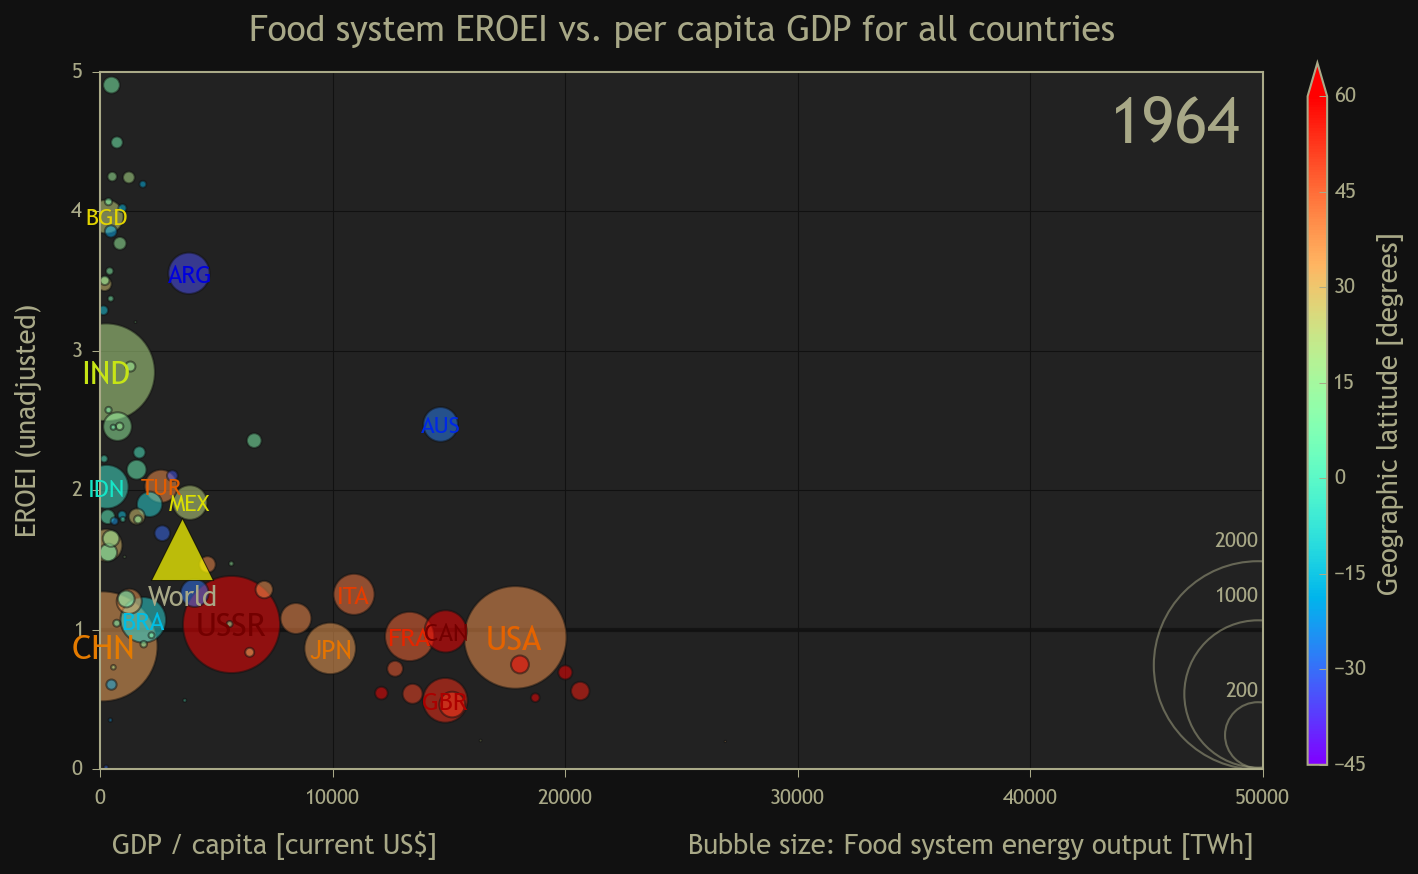 Food system EROEI vs. per capita GDP for all countries
1964
5
4
3
2
1
0
EROEI (unadjusted)
BGD
ARG
IND
AUS
IDN
TUR
MEX
World
ITA
BRA
USSR
CHN
JPN
FRA
CAN
USA
GBR
2000
1000
200
0
10000
20000
30000
40000
50000
GDP / capita [current US$]
Bubble size: Food system energy output [TWh]
60
45
30
15
0
−15
−30
−45
Geographic latitude [degrees]